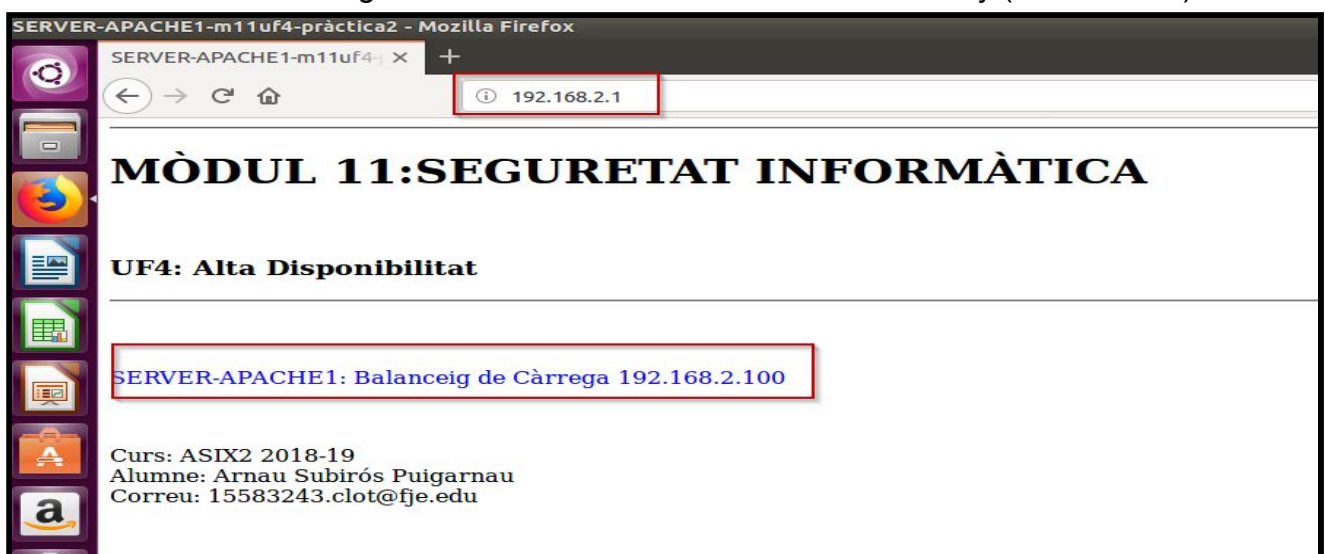 SERVER-APACHE1-m11uf4-pràctica2 - Mozilla Firefox
SERVER-APACHE1-m11uf4-
192.168.2.1
MÒDUL 11:SEGURETAT INFORMÀTICA
UF4: Alta Disponibilitat
SERVER-APACHE1: Balanceig de Càrrega 192.168.2.100
Curs: ASIX2 2018-19
Alumne: Arnau Subirós Puigarnau
Correu: 15583243.clot@fje.edu